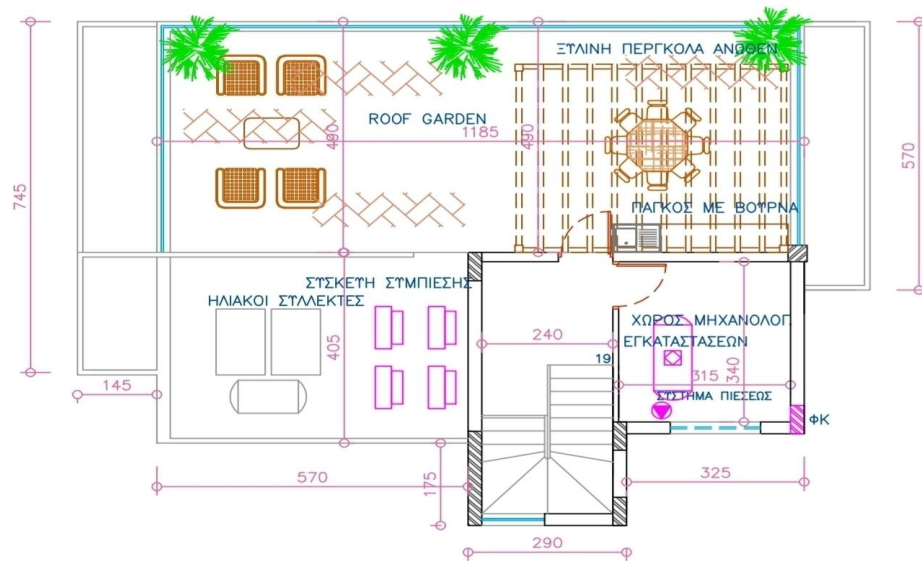 ΞΥΛΙΝΗ ΠΕΡΓΚΟΛΑ ΑΝΩΘΕΝ
ROOF GARDEN
490
1185
490
745
570
ΠΑΓΚΟΣ ΜΕ ΒΟΥΡΝΑ
ΣΥΣΚΕΥΗ ΣΥΜΠΙΕΣΗΣ
ΗΛΙΑΚΟΙ ΣΥΛΛΕΚΤΕΣ
405
240
19
ΧΩΡΟΣ ΜΗΧΑΝΟΛΟΓ.
ΕΓΚΑΤΑΣΤΑΣΕΩΝ
315
340
ΣΥΣΤΗΜΑ ΠΙΕΣΕΩΣ
145
ΦΚ
570
175
325
290